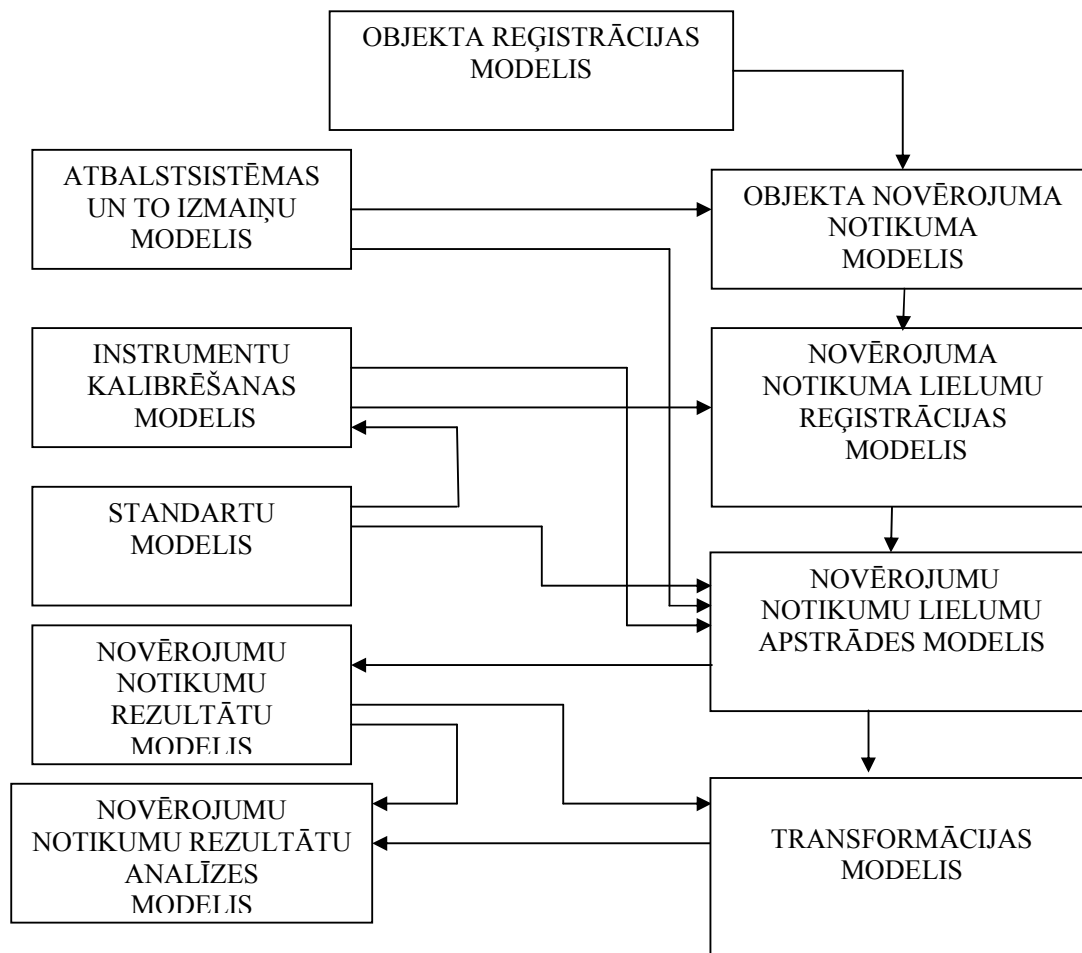 OBJEKTA REĢISTRĀCIJAS
MODELIS
ATBALSTSISTĒMAS
UN TO IZMAIŅU
MODELIS
OBJEKTA NOVĒROJUMA
NOTIKUMA
MODELIS
INSTRUMENTU
KALIBRĒŠANAS
MODELIS
NOVĒROJUMA
NOTIKUMA LIELUMU
REĢISTRĀCIJAS
MODELIS
STANDARTU
MODELIS
NOVĒROJUMU
NOTIKUMU LIELUMU
APSTRĀDES MODELIS
NOVĒROJUMU
NOTIKUMU
REZULTĀTU
MODELIS
NOVĒROJUMU
NOTIKUMU REZULTĀTU
ANALĪZES
MODELIS
TRANSFORMĀCIJAS
MODELIS